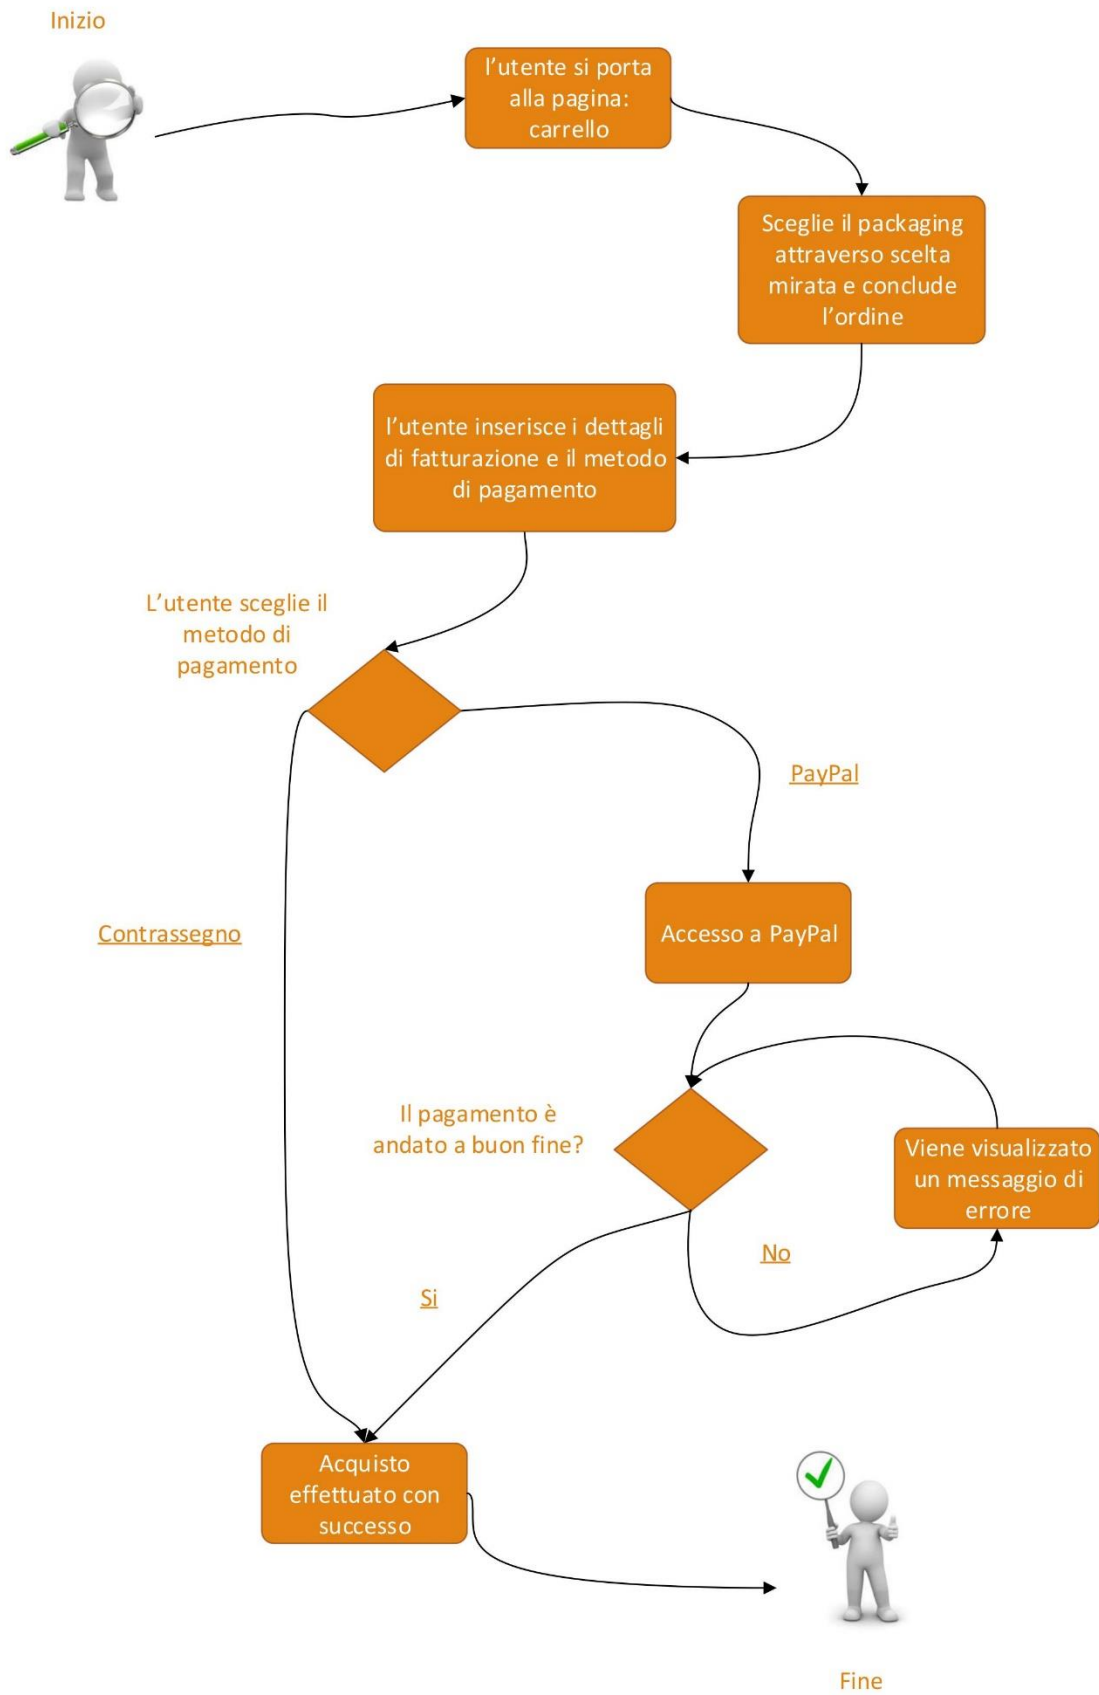 Inizio
l'utente si porta
alla pagina:
carrello
Sceglie il packaging
attraverso scelta
mirata e conclude
l'ordine
l'utente inserisce i dettagli
di fatturazione e il metodo
di pagamento
L'utente sceglie il
metodo di
pagamento
PayPal
Contrassegno
Accesso a PayPal
Il pagamento è
andato a buon fine?
Viene visualizzato
un messaggio di
errore
No
Si
Acquisto
effettuato con
successo
Fine